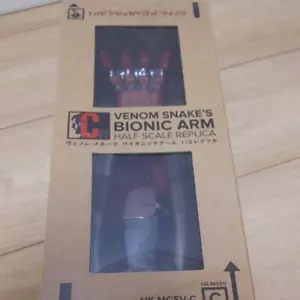 C
VENOM SNAKE'S
BIONIC ARM
HALF SCALE REPLICA
ヴェノム・スネーク バイオニックアーム 1/2レプリカ
C